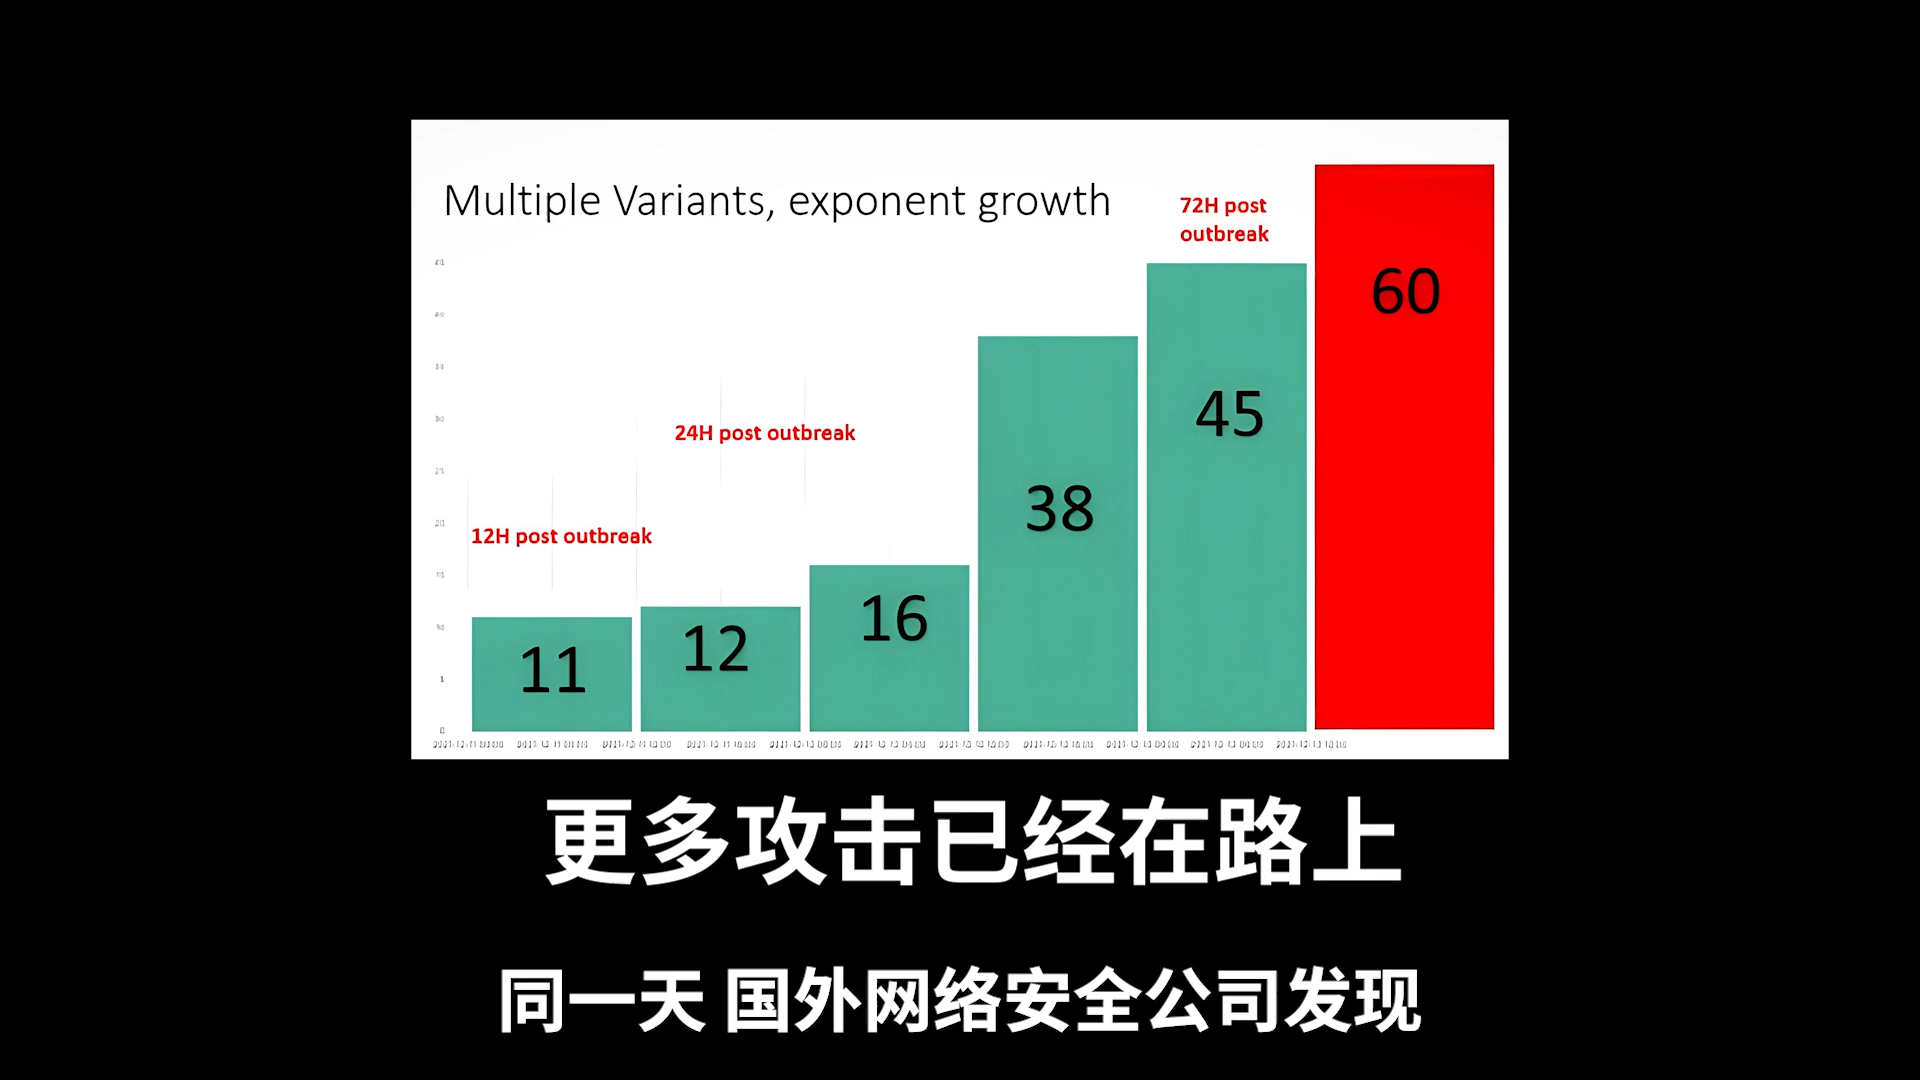 Multiple Variants, exponent growth
72H post
outbreak
60
45
24H post outbreak
38
12H post outbreak
16
12
11
20
0
更多攻击已经在路上
同一天 国外网络安全公司发现